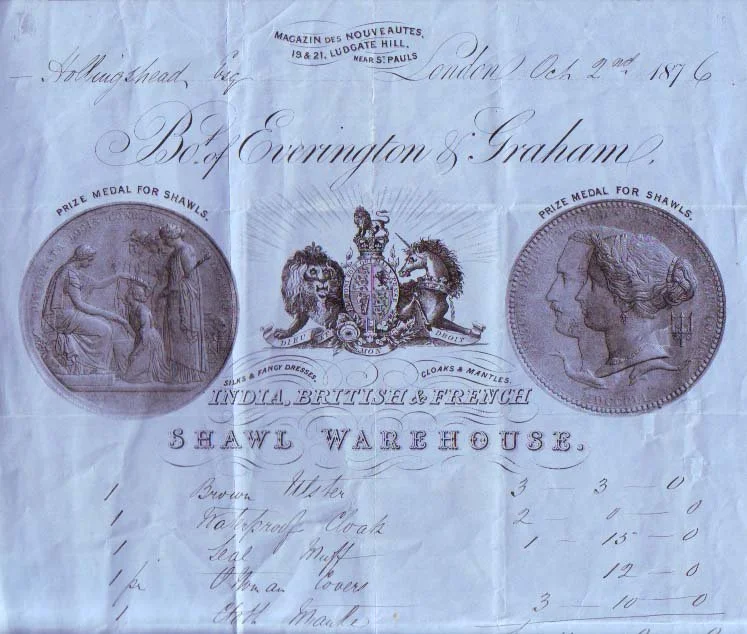 MAGAZIN DES NOUVEAUTES,
19 & 21, LUDGATE HILL,
NEAR ST PAULS
Hollingshead Esq London Oct 2nd 1876
Bot. of Everington & Graham,
PRIZE MEDAL FOR SHAWLS.
PRIZE MEDAL FOR SHAWLS.
DIEU ET MON DROIT
SILKS & FANCY DRESSES. CLOAKS & MANTLES.
INDIA, BRITISH & FRENCH
SHAWL WAREHOUSE.
1 Brown Ulster 3 - 3 - 0
1 Waterproof Cloak 2 - 0 - 0
1 Seal Muff 1 - 15 - 0
1 pr Covers 12 - 0
1 Cloth Mantle 3 - 10 - 0